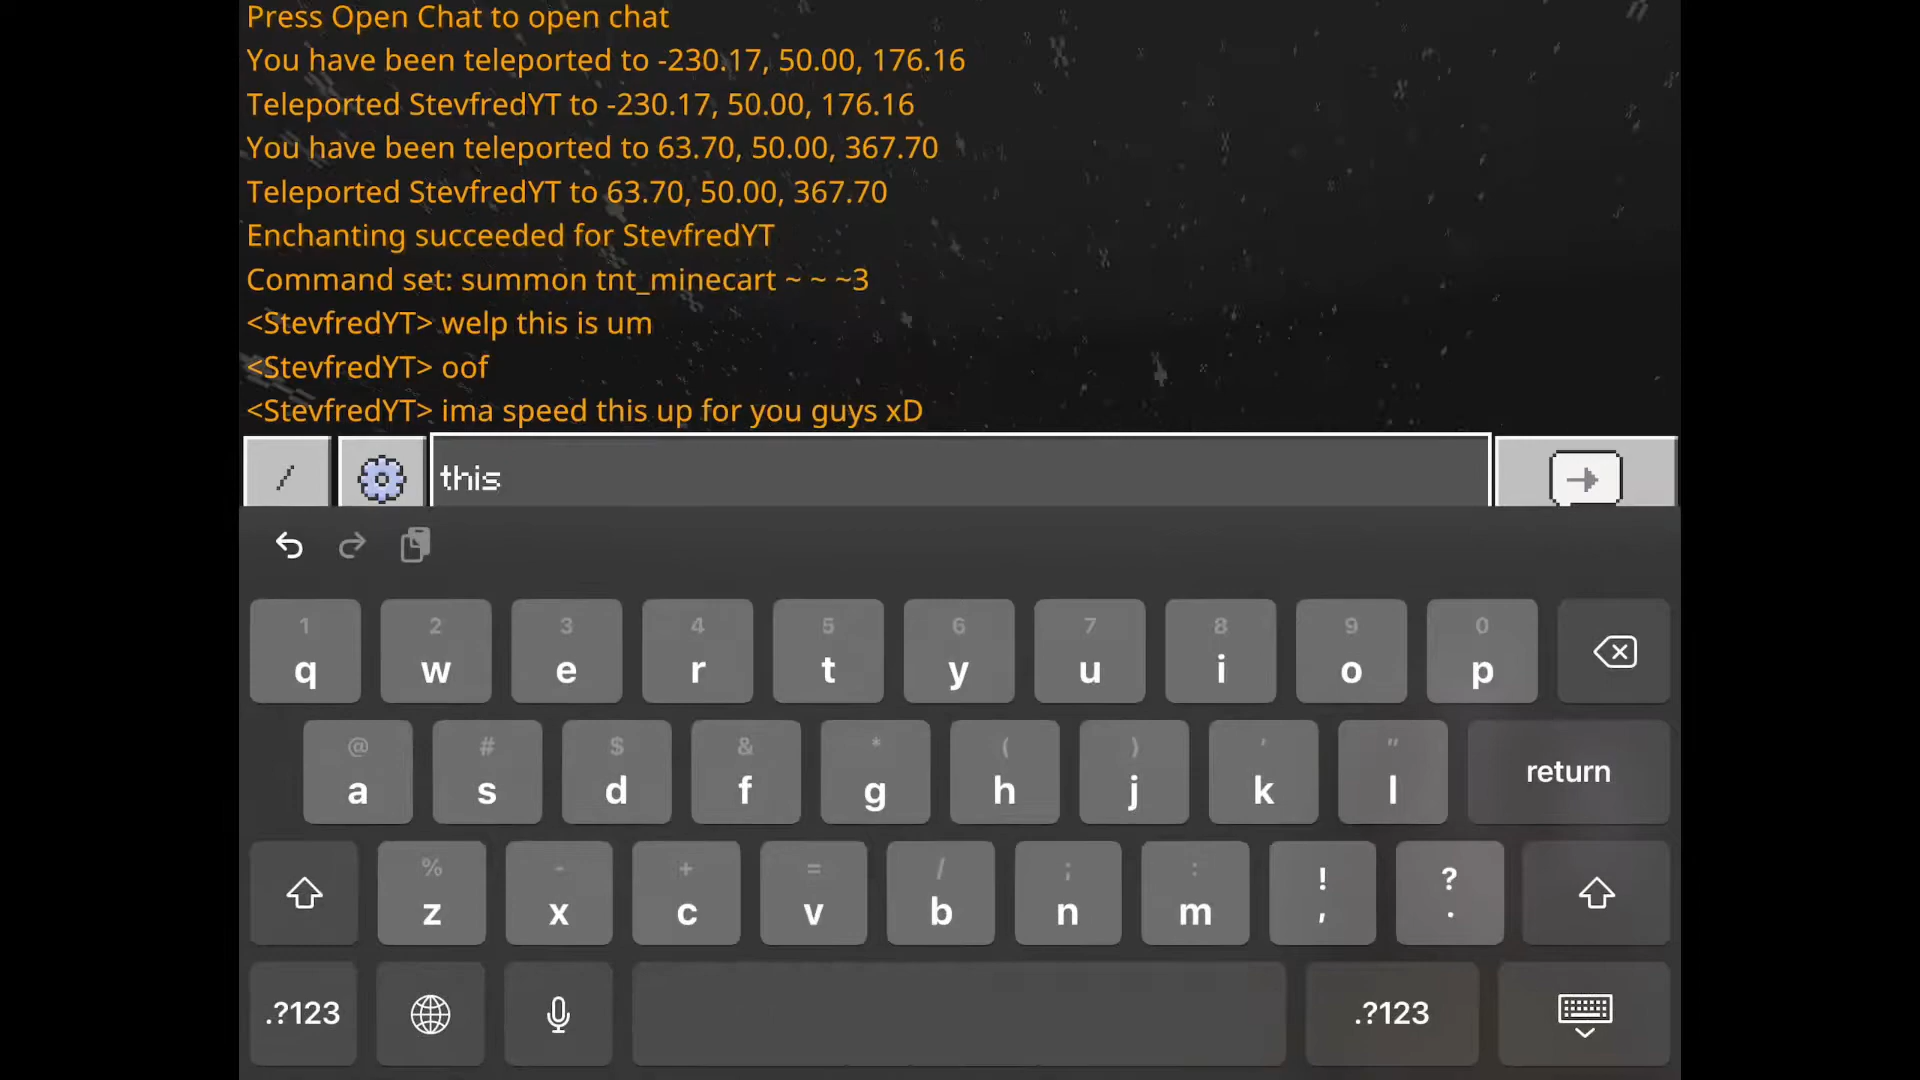 Press Open Chat to open chat
You have been teleported to -230.17, 50.00, 176.16
Teleported StevfredYT to -230.17, 50.00, 176.16
You have been teleported to 63.70, 50.00, 367.70
Teleported StevfredYT to 63.70, 50.00, 367.70
Enchanting succeeded for StevfredYT
Command set: summon tnt_minecart ~ ~ ~3
<StevfredYT> welp this is um
<StevfredYT> oof
<StevfredYT> ima speed this up for you guys xD
/ this
1 2 3 4 5 6 7 8 9 0
q w e r t y u i o p
@ # $ & * ( ) ' "
a s d f g h j k l return
% - + = / ; : ! ?
z x c v b n m , .
.?123 .?123